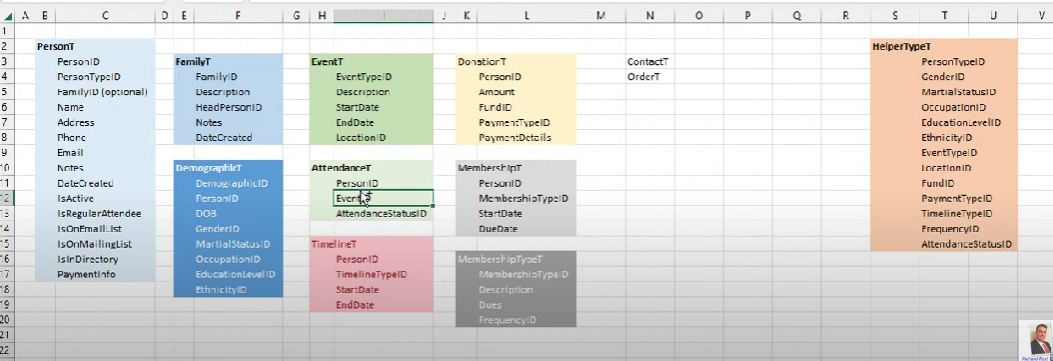 A B C D E F G H I J K L M N O P Q R S T U V
1
2 PersonT HelperTypeT
3 PersonID FamilyT EventT DonationT ContactT PersonTypeID
4 PersonTypeID FamilyID EventTypeID PersonID OrderT GenderID
5 FamilyID (optional) Description Description Amount MaritalStatusID
6 Name HeadPersonID StartDate FundID OccupationID
7 Address Notes EndDate PaymentTypeID EducationLevelID
8 Phone DateCreated LocationID PaymentDetails EthnicityID
9 Email EventTypeID
10 Notes DemographicT AttendanceT MembershipT LocationID
11 DateCreated DemographicID PersonID PersonID FundID
12 IsActive PersonID Event MembershipTypeID PaymentTypeID
13 IsRegularAttendee DOB AttendanceStatusID StartDate TimelineTypeID
14 IsOnEmailList GenderID DueDate FrequencyID
15 IsOnMailingList MartialStatusID TimelineT AttendanceStatusID
16 IsInDirectory OccupationID PersonID MembershipTypeT
17 PaymentInfo EducationLevelID TimelineTypeID MembershipTypeID
18 EthnicityID StartDate Description
19 EndDate Dues
20 FrequencyID
21
22